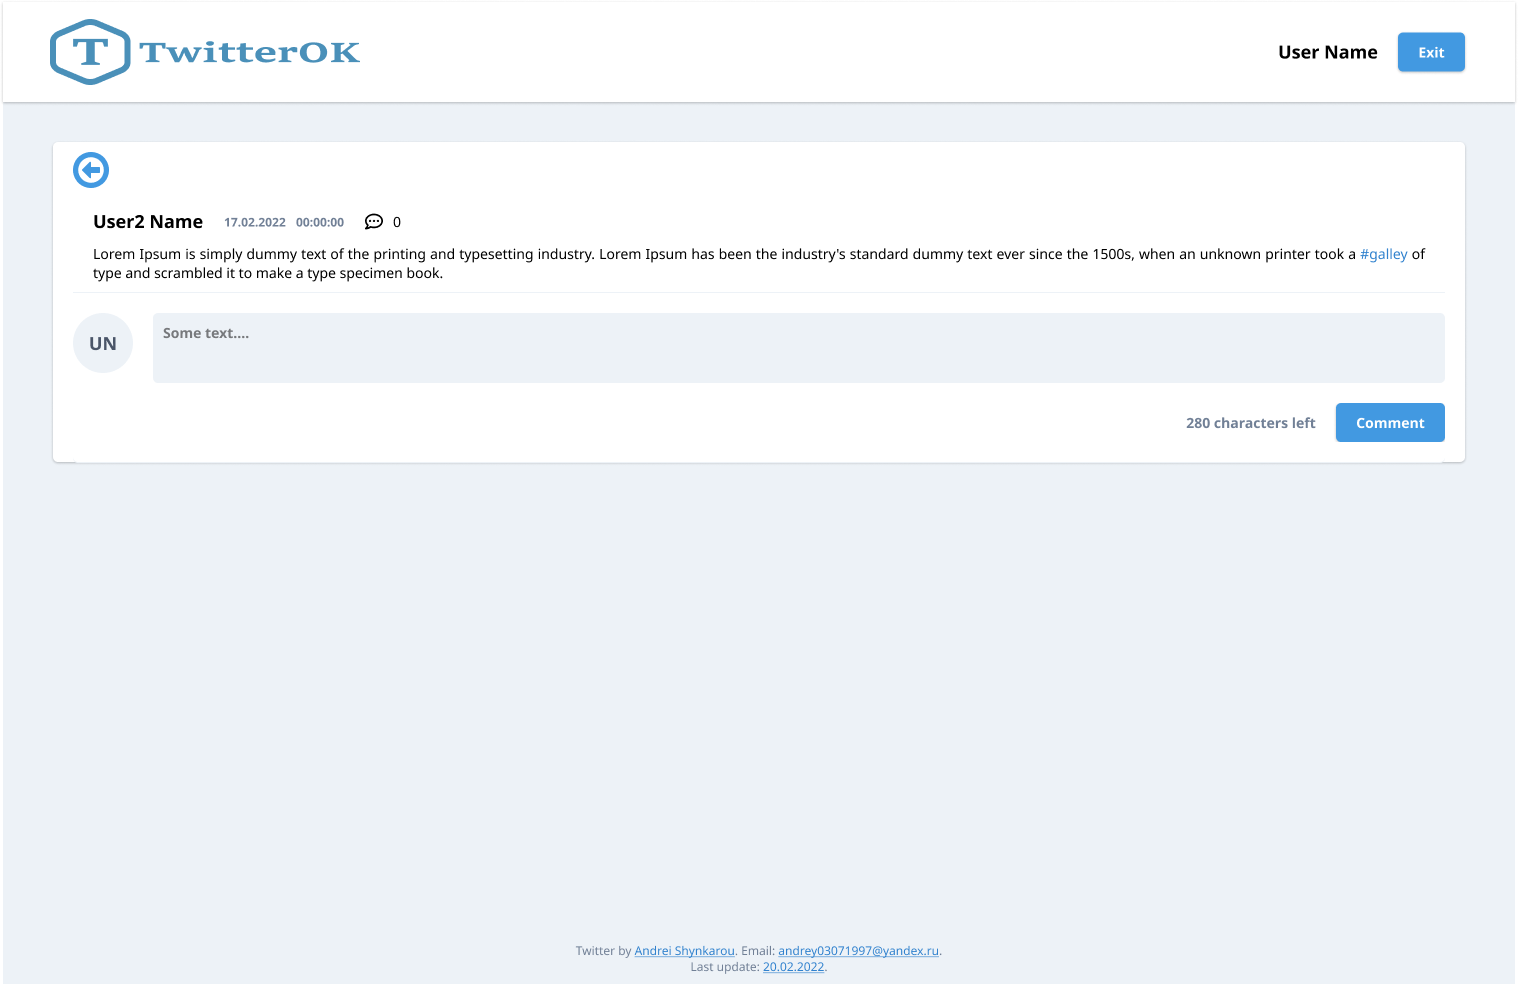 T TwitterOK
User Name Exit
User2 Name 17.02.2022 00:00:00 0
Lorem Ipsum is simply dummy text of the printing and typesetting industry. Lorem Ipsum has been the industry's standard dummy text ever since the 1500s, when an unknown printer took a #galley of
type and scrambled it to make a type specimen book.
UN Some text....
280 characters left Comment
Twitter by Andrei Shynkarou. Email: andrey03071997@yandex.ru.
Last update: 20.02.2022.